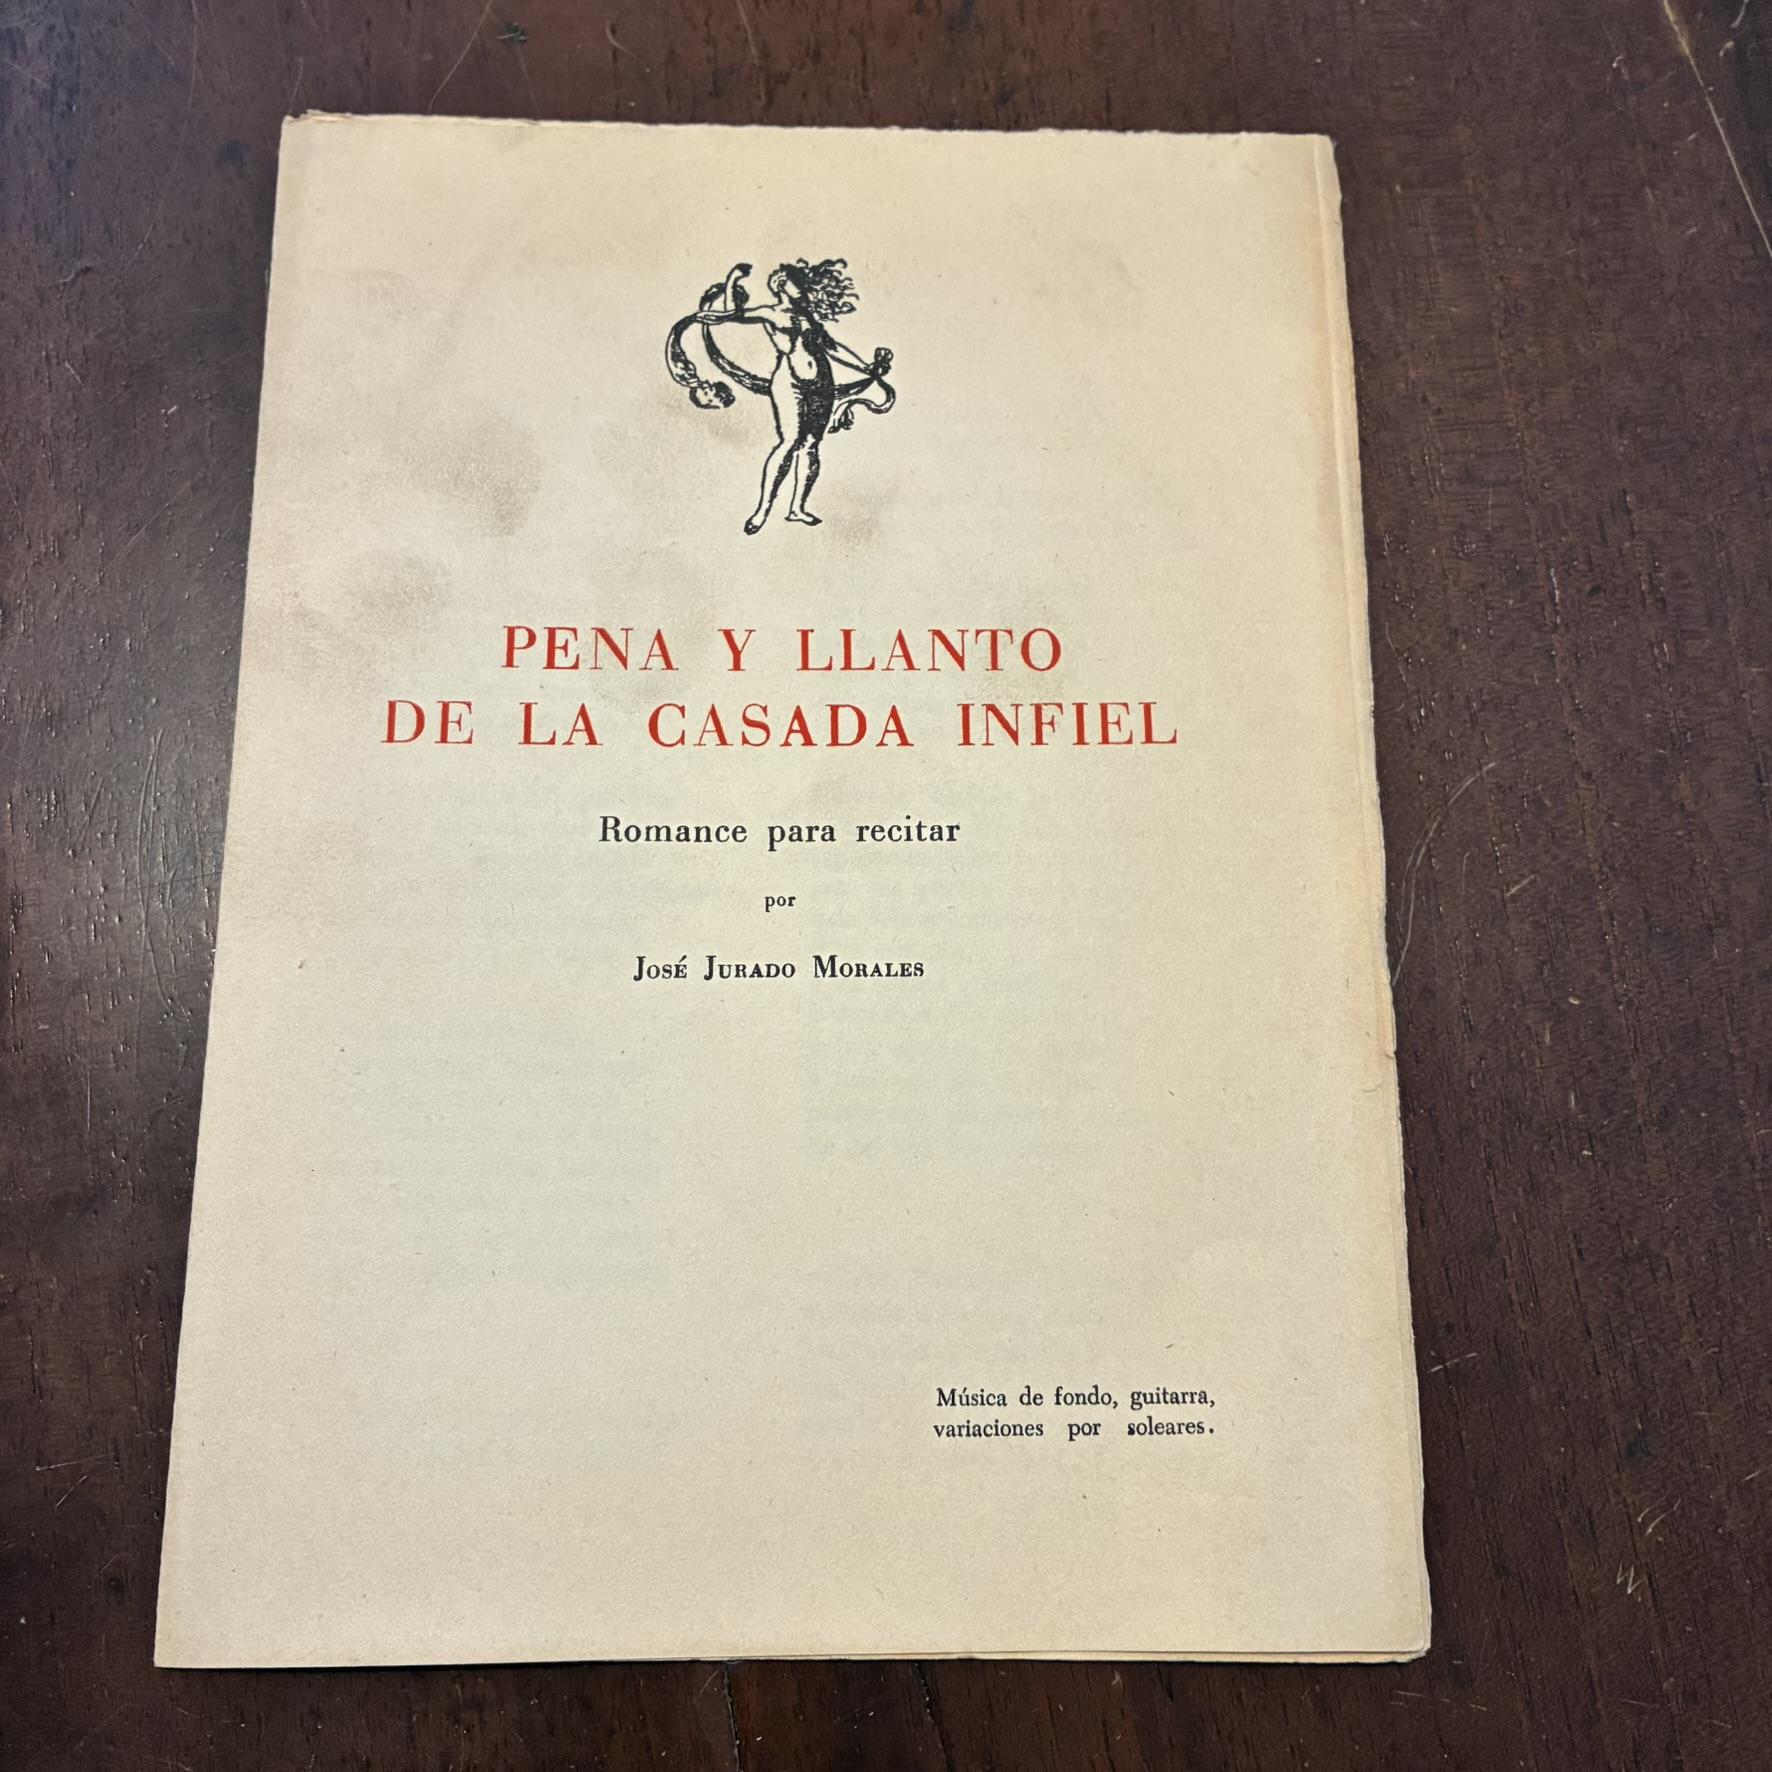 PENA Y LLANTO
DE LA CASADA INFIEL
Romance para recitar
por
José Jurado Morales
Música de fondo, guitarra,
variaciones por soleares.